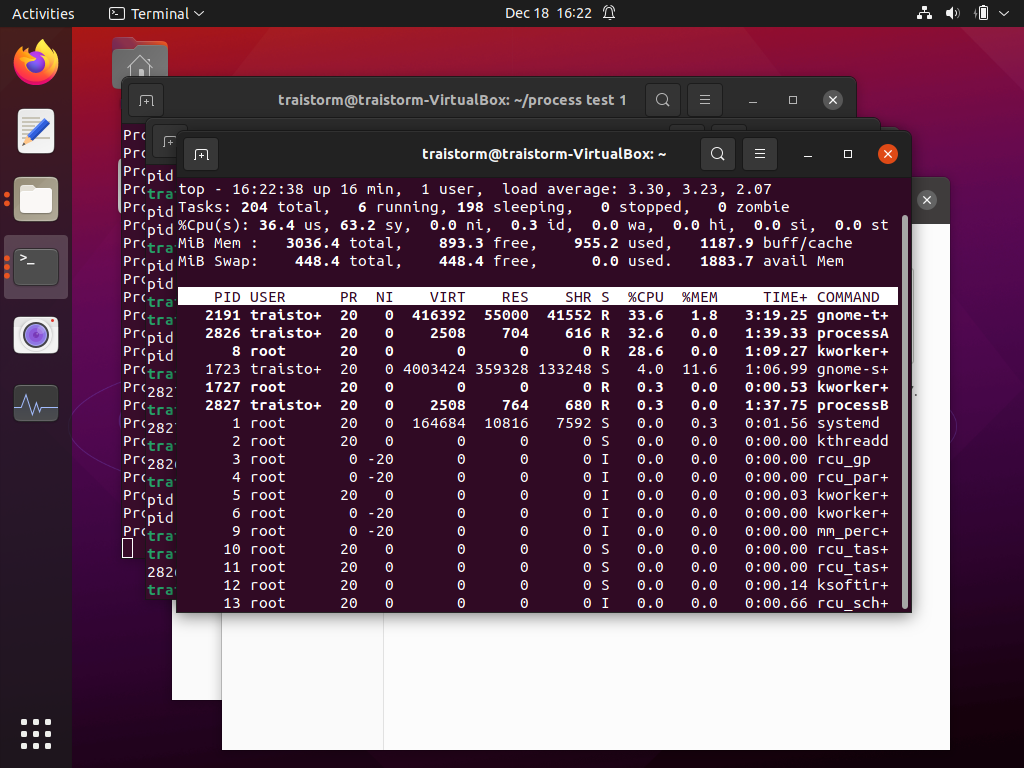 Activities
Terminal
Dec 18 16:22
traistorm@traistorm-VirtualBox: ~/process test 1
traistorm@traistorm-VirtualBox: ~
top - 16:22:38 up 16 min, 1 user, load average: 3.30, 3.23, 2.07
Tasks: 204 total, 6 running, 198 sleeping, 0 stopped, 0 zombie
%Cpu(s): 36.4 us, 63.2 sy, 0.0 ni, 0.3 id, 0.0 wa, 0.0 hi, 0.0 si, 0.0 st
MiB Mem : 3036.4 total, 893.3 free, 955.2 used, 1187.9 buff/cache
MiB Swap: 448.4 total, 448.4 free, 0.0 used. 1883.7 avail Mem
PID USER PR NI VIRT RES SHR S %CPU %MEM TIME+ COMMAND
2191 traisto+ 20 0 416392 55000 41552 R 33.6 1.8 3:19.25 gnome-t+
2826 traisto+ 20 0 2508 704 616 R 32.6 0.0 1:39.33 processA
8 root 20 0 0 0 0 R 28.6 0.0 1:09.27 kworker+
1723 traisto+ 20 0 4003424 359328 133248 S 4.0 11.6 1:06.99 gnome-s+
1727 root 20 0 0 0 0 R 0.3 0.0 0:00.53 kworker+
2827 traisto+ 20 0 2508 764 680 R 0.3 0.0 1:37.75 processB
1 root 20 0 164684 10816 7592 S 0.0 0.3 0:01.56 systemd
2 root 20 0 0 0 0 S 0.0 0.0 0:00.00 kthreadd
3 root 0 -20 0 0 0 I 0.0 0.0 0:00.00 rcu_gp
4 root 0 -20 0 0 0 I 0.0 0.0 0:00.00 rcu_par+
5 root 20 0 0 0 0 I 0.0 0.0 0:00.03 kworker+
6 root 0 -20 0 0 0 I 0.0 0.0 0:00.00 kworker+
9 root 0 -20 0 0 0 I 0.0 0.0 0:00.00 mm_perc+
10 root 20 0 0 0 0 S 0.0 0.0 0:00.00 rcu_tas+
11 root 20 0 0 0 0 S 0.0 0.0 0:00.00 rcu_tas+
12 root 20 0 0 0 0 S 0.0 0.0 0:00.14 ksoftir+
13 root 20 0 0 0 0 I 0.0 0.0 0:00.66 rcu_sch+